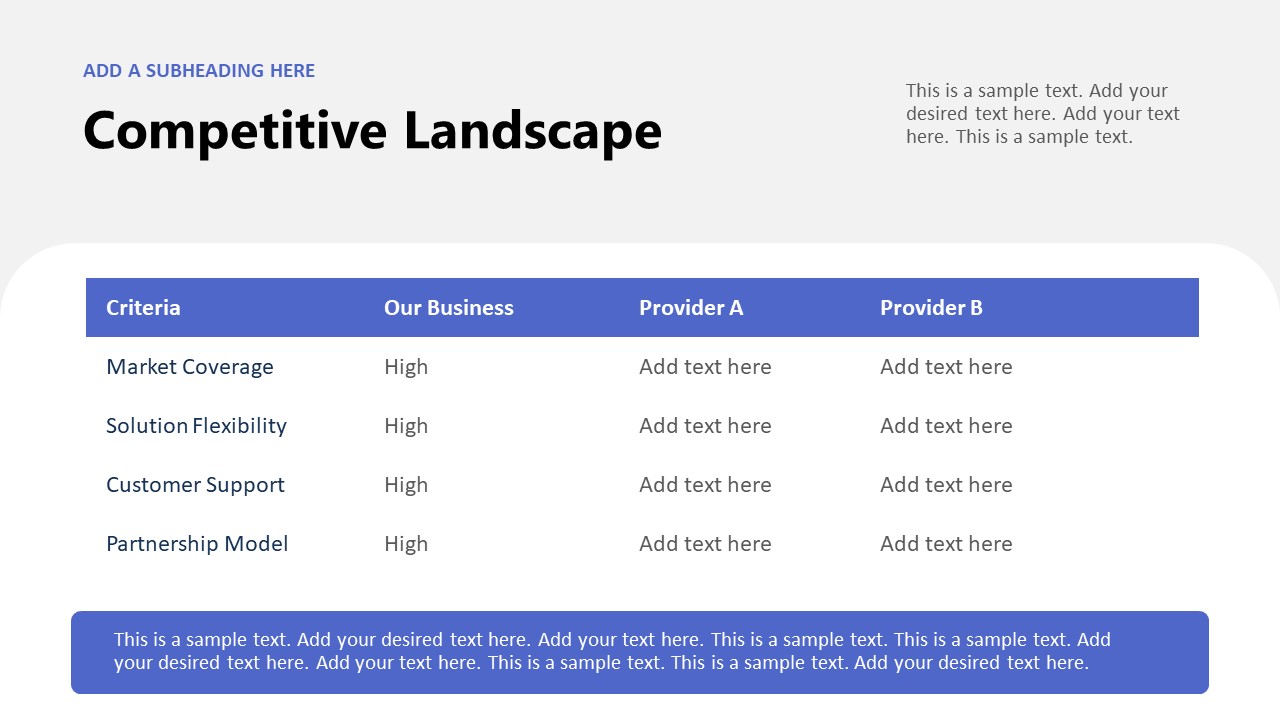 ADD A SUBHEADING HERE
Competitive Landscape
This is a sample text. Add your
desired text here. Add your text
here. This is a sample text.
Criteria Our Business Provider A Provider B
Market Coverage High Add text here Add text here
Solution Flexibility High Add text here Add text here
Customer Support High Add text here Add text here
Partnership Model High Add text here Add text here
This is a sample text. Add your desired text here. Add your text here. This is a sample text. This is a sample text. Add
your desired text here. Add your text here. This is a sample text. This is a sample text. Add your desired text here.